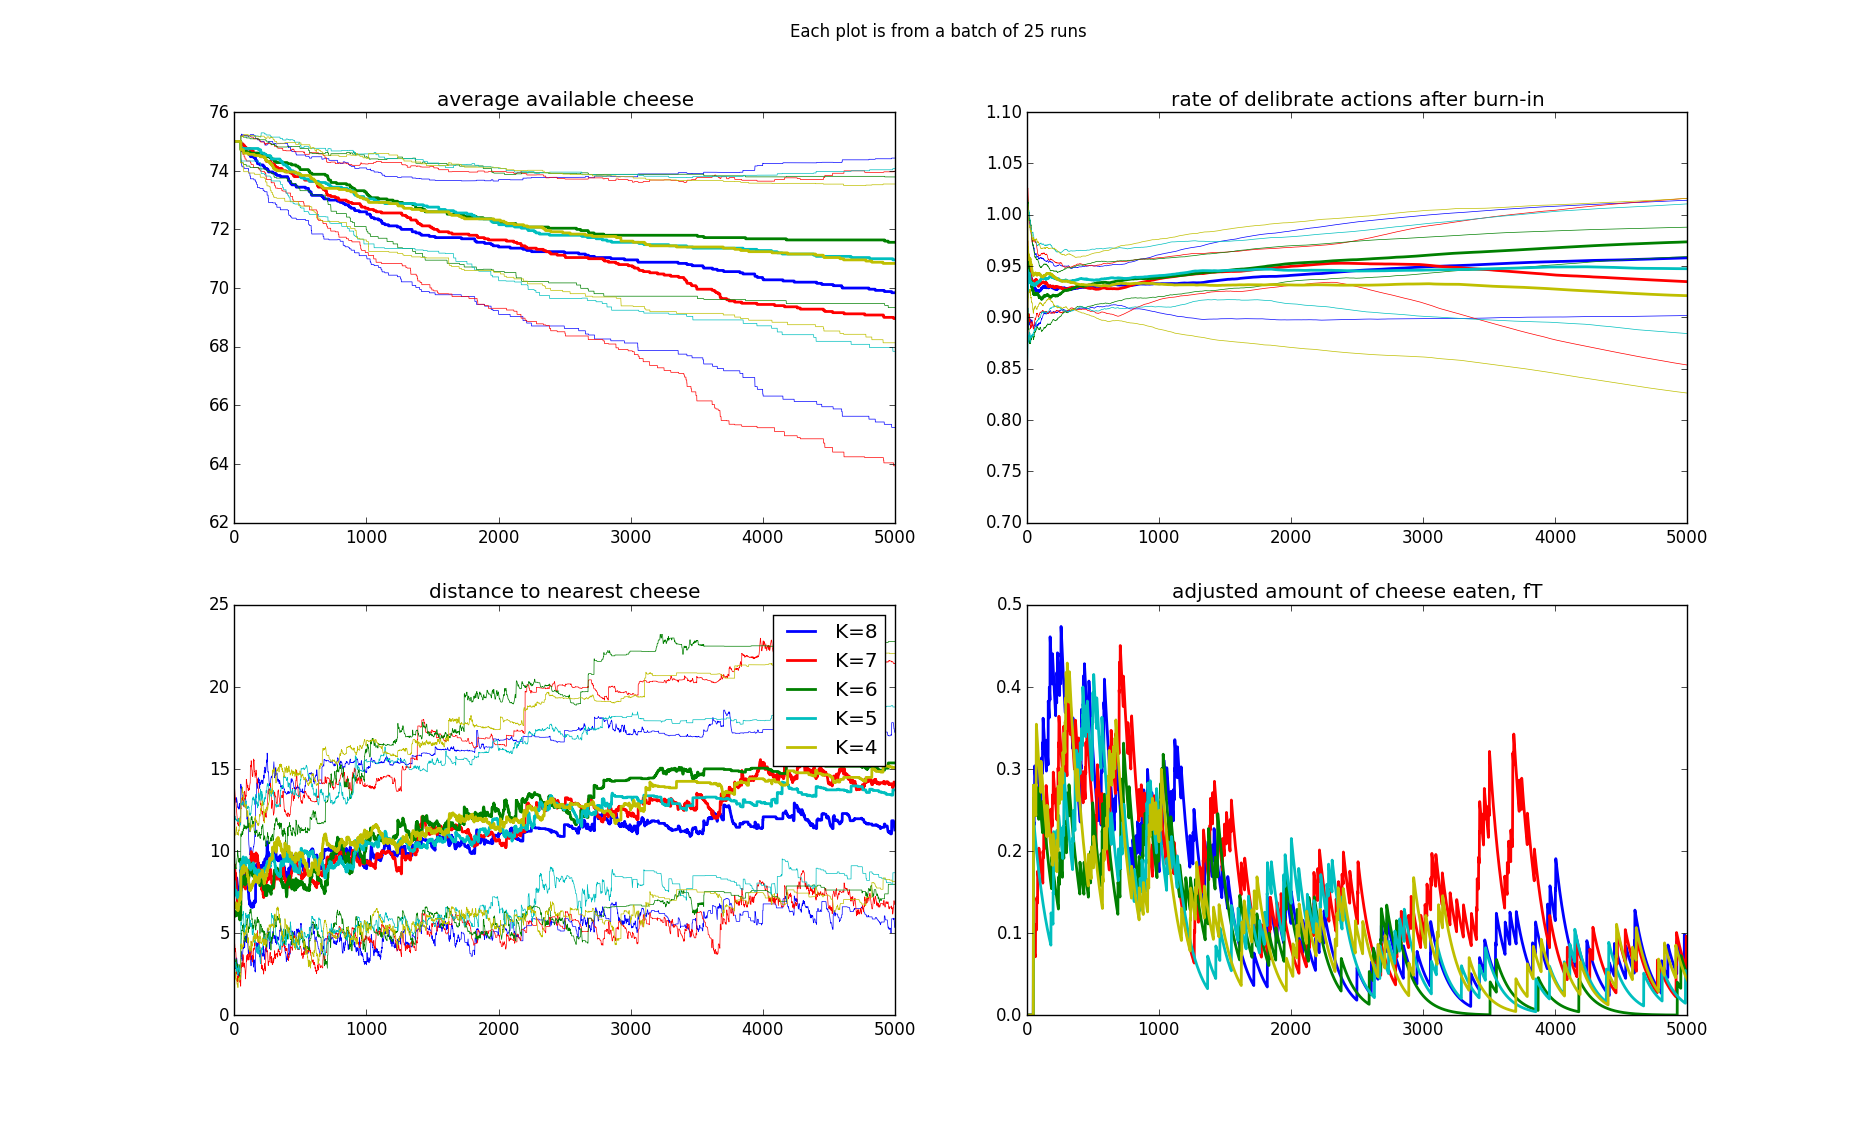 Each plot is from a batch of 25 runs
average available cheese
76
74
72
70
68
66
64
62
0 1000 2000 3000 4000 5000
rate of delibrate actions after burn-in
1.10
1.05
1.00
0.95
0.90
0.85
0.80
0.75
0.70
0 1000 2000 3000 4000 5000
distance to nearest cheese
25
20
15
10
5
0
0 1000 2000 3000 4000 5000
K=8
K=7
K=6
K=5
K=4
adjusted amount of cheese eaten, fT
0.5
0.4
0.3
0.2
0.1
0.0
0 1000 2000 3000 4000 5000